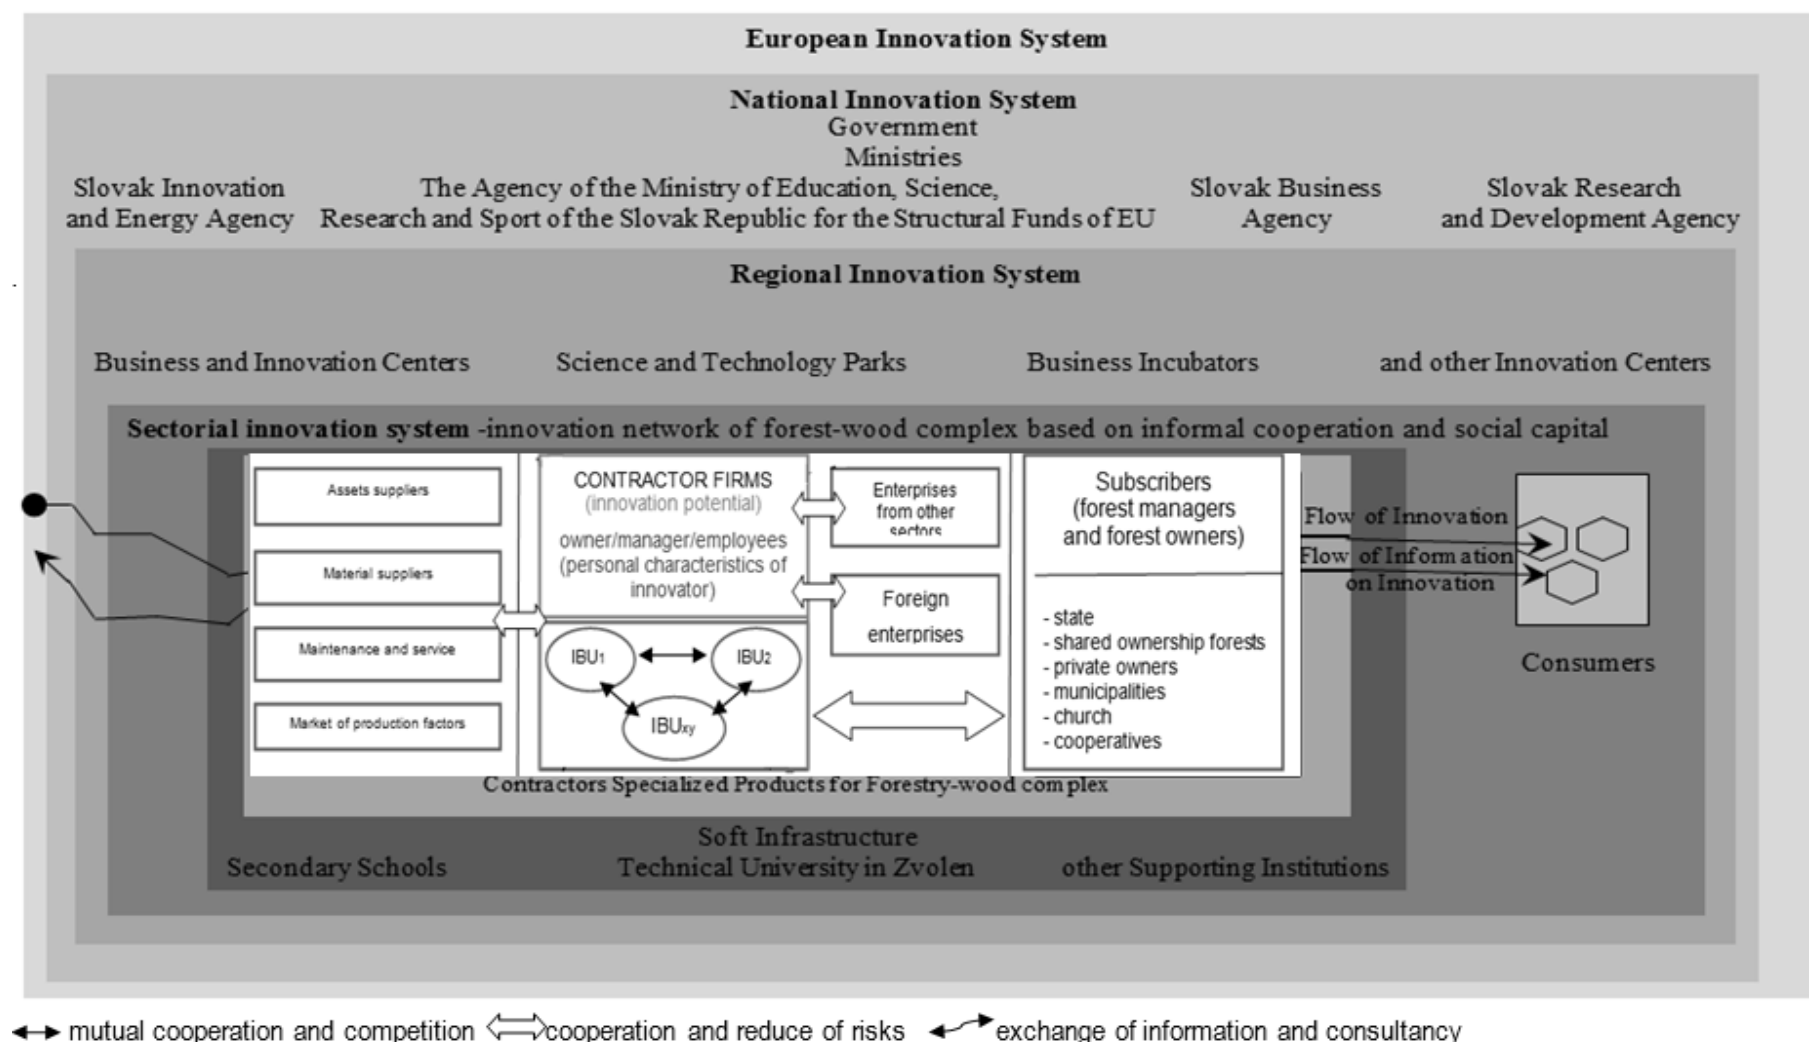 European Innovation System
National Innovation System
Government
Ministries
Slovak Innovation
and Energy Agency
The Agency of the Ministry of Education, Science,
Research and Sport of the Slovak Republic for the Structural Funds of EU
Slovak Business
Agency
Slovak Research
and Development Agency
Regional Innovation System
Business and Innovation Centers
Science and Technology Parks
Business Incubators
and other Innovation Centers
Sectorial innovation system -innovation network of forest-wood complex based on informal cooperation and social capital
Assets suppliers
Material suppliers
Maintenance and service
Market of production factors
CONTRACTOR FIRMS
(innovation potential)
owner/manager/employees
(personal characteristics of
innovator)
IBU1
IBU2
IBUxy
Enterprises
from other
sectors
Foreign
enterprises
Subscribers
(forest managers
and forest owners)
- state
- shared ownership forests
- private owners
- municipalities
- church
- cooperatives
Flow of Innovation
Flow of Information
on Innovation
Consumers
Contractors Specialized Products for Forestry-wood complex
Soft Infrastructure
Secondary Schools
Technical University in Zvolen
other Supporting Institutions
mutual cooperation and competition
cooperation and reduce of risks
exchange of information and consultancy